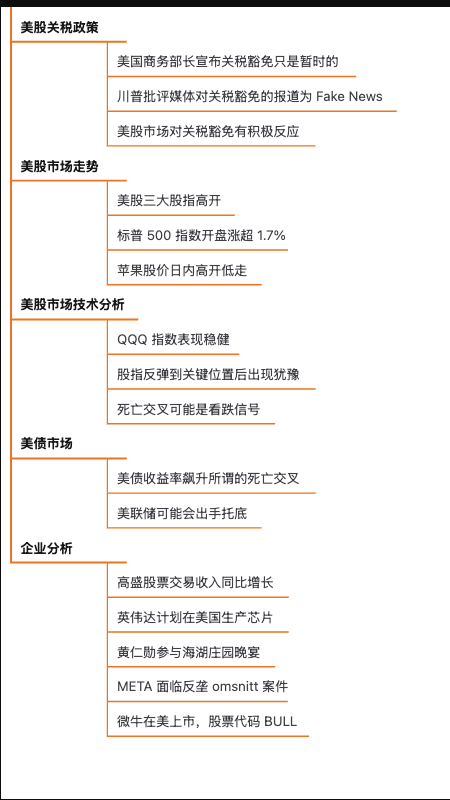 美股关税政策
美国商务部长宣布关税豁免只是暂时的
川普批评媒体对关税豁免的报道为 Fake News
美股市场对关税豁免有积极反应
美股市场走势
美股三大股指高开
标普 500 指数开盘涨超 1.7%
苹果股价日内高开低走
美股市场技术分析
QQQ 指数表现稳健
股指反弹到关键位置后出现犹豫
死亡交叉可能是看跌信号
美债市场
美债收益率飙升所谓的死亡交叉
美联储可能会出手托底
企业分析
高盛股票交易收入同比增长
英伟达计划在美国生产芯片
黄仁勋参与海湖庄园晚宴
META 面临反垄 omsnitt 案件
微牛在美上市，股票代码 BULL